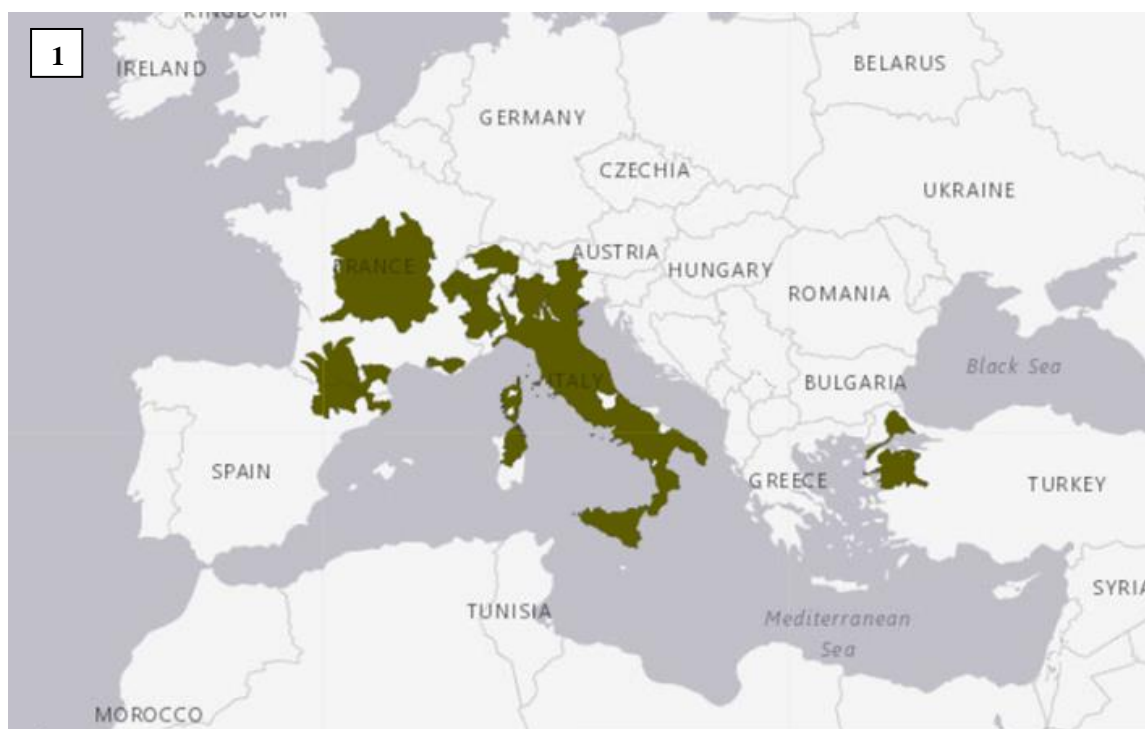 KINGDOM
1
IRELAND
BELARUS
GERMANY
CZECHIA
UKRAINE
AUSTRIA
FRANCE
HUNGARY
ROMANIA
Black Sea
ITALY
BULGARIA
SPAIN
GREECE
TURKEY
SYRIA
TUNISIA
Mediterranean
Sea
MOROCCO